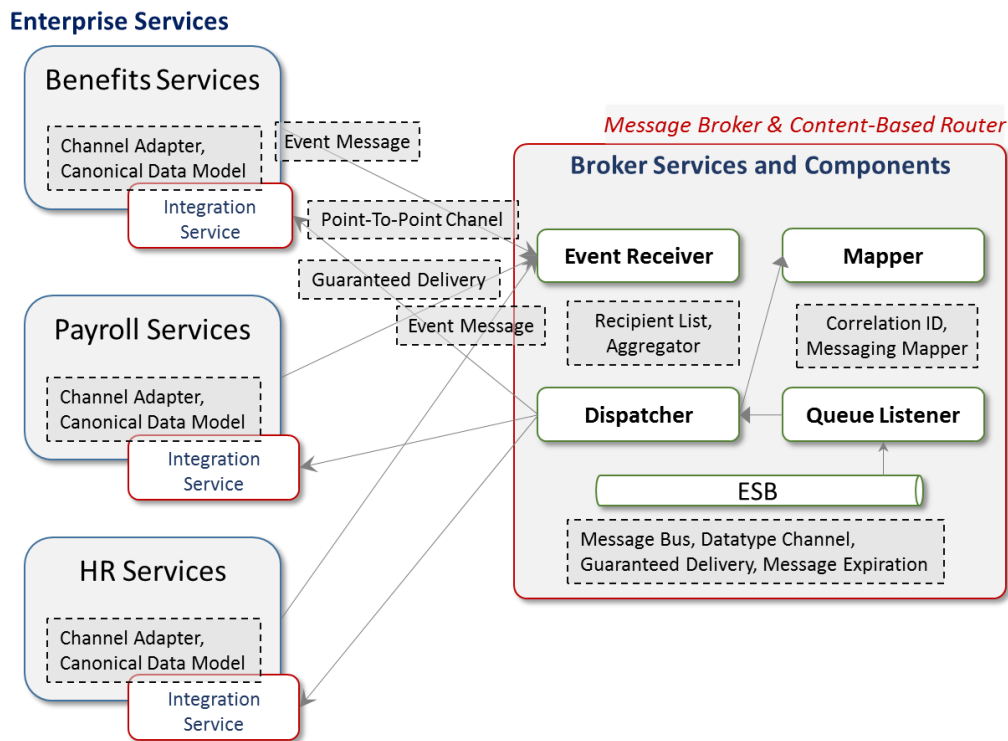 Enterprise Services
Benefits Services
Channel Adapter,
Canonical Data Model
Integration
Service
Event Message
Point-To-Point Chanel
Guaranteed Delivery
Event Message
Payroll Services
Channel Adapter,
Canonical Data Model
Integration
Service
HR Services
Channel Adapter,
Canonical Data Model
Integration
Service
Message Broker & Content-Based Router
Broker Services and Components
Event Receiver
Mapper
Recipient List,
Aggregator
Correlation ID,
Messaging Mapper
Dispatcher
Queue Listener
ESB
Message Bus, Datatype Channel,
Guaranteed Delivery, Message Expiration